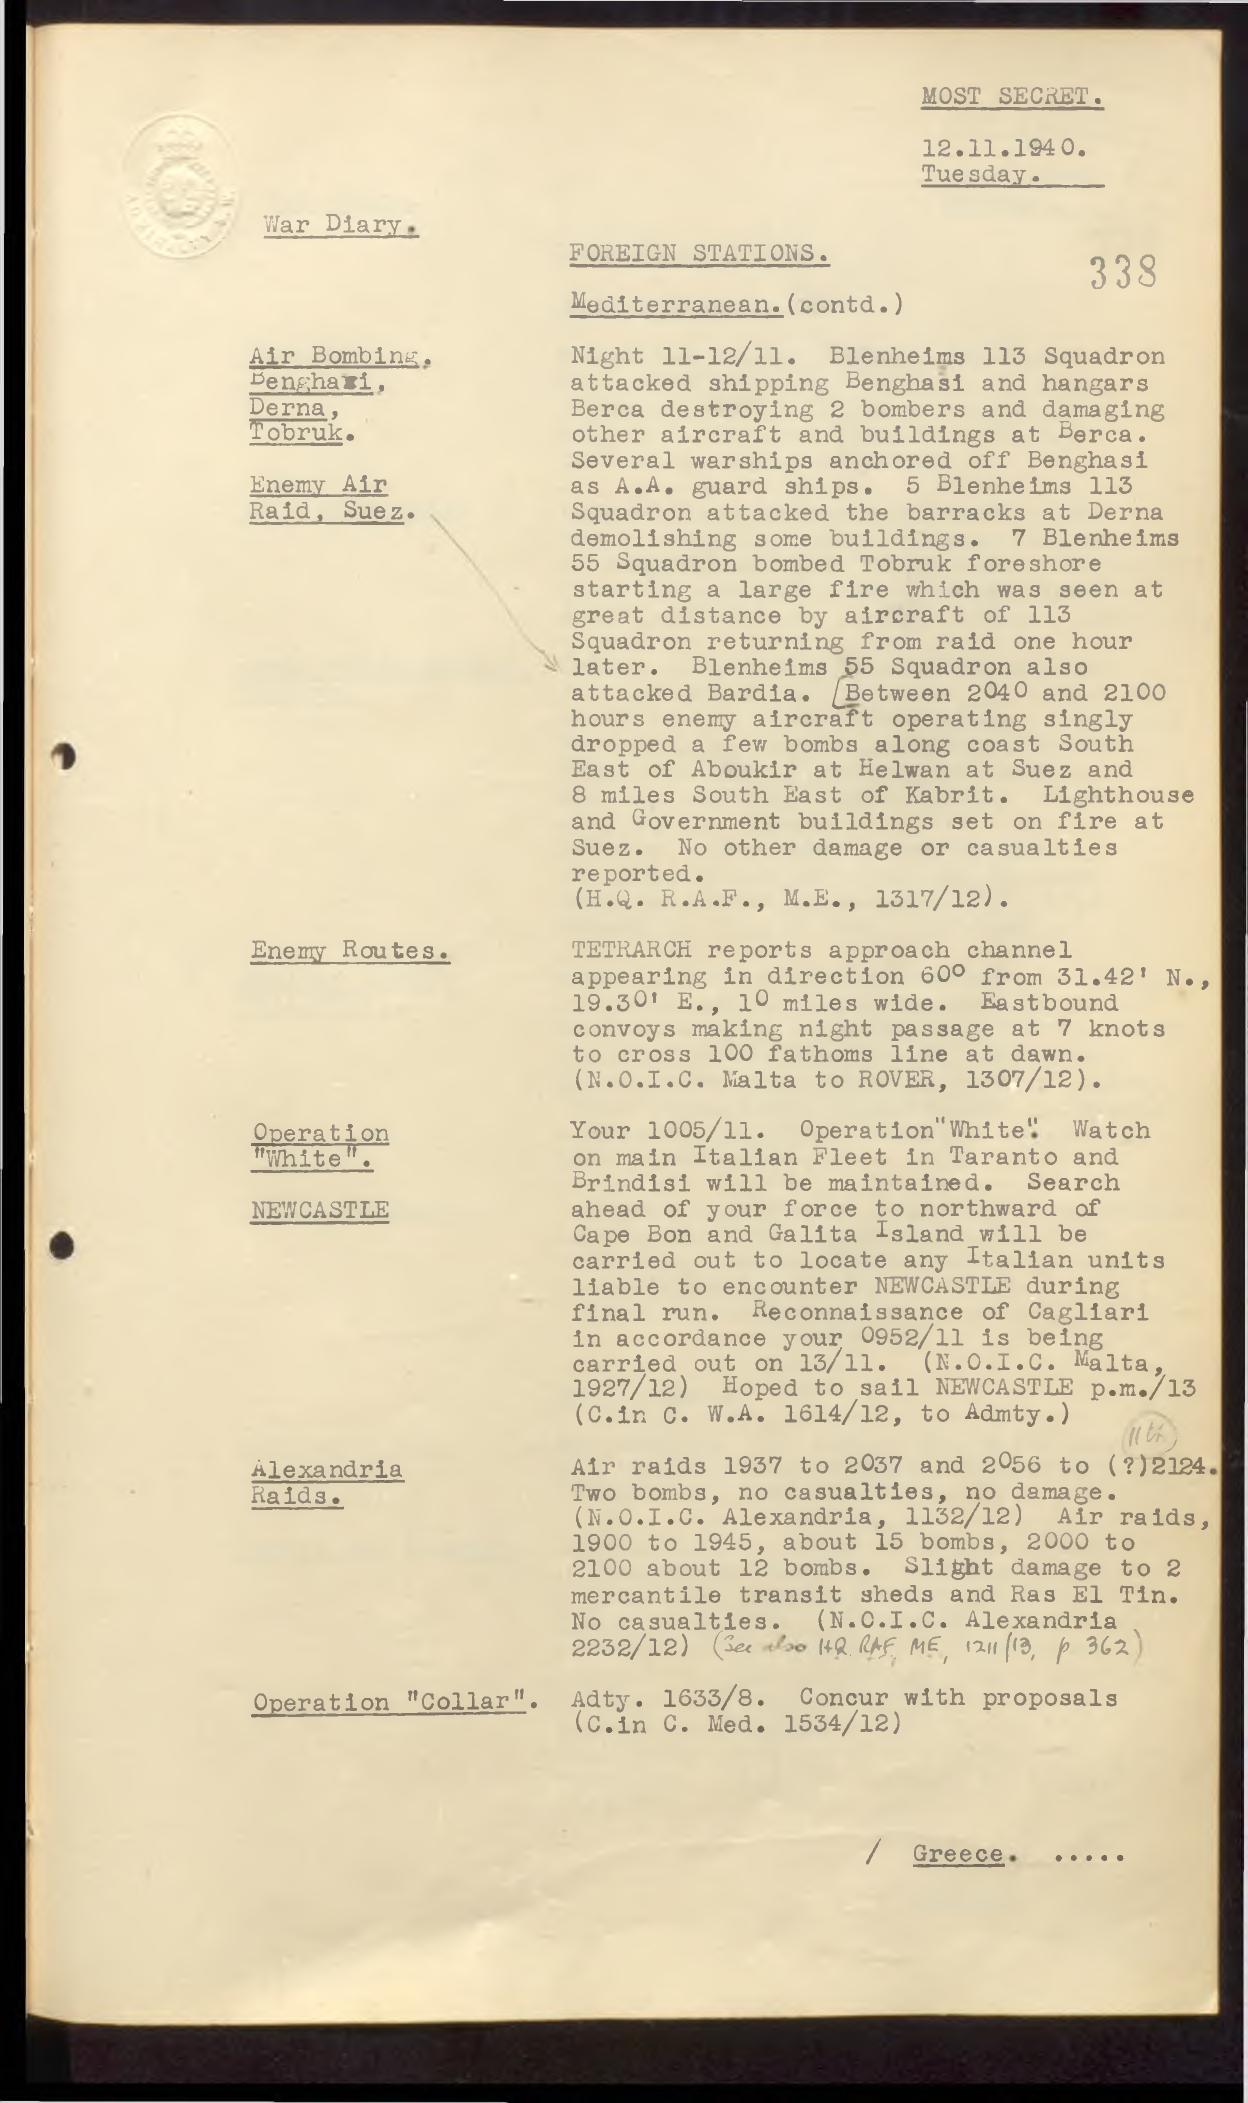 MOST SECRET.
12.11.1940.
Tuesday.
War Diary.
FOREIGN STATIONS.
338
Mediterranean.(contd.)
Air Bombing,
Benghazi,
Derna,
Tobruk.
Enemy Air
Raid, Suez.
Night 11-12/11. Blenheims 113 Squadron
attacked shipping Benghasi and hangars
Berca destroying 2 bombers and damaging
other aircraft and buildings at Berca.
Several warships anchored off Benghasi
as A.A. guard ships. 5 Blenheims 113
Squadron attacked the barracks at Derna
demolishing some buildings. 7 Blenheims
55 Squadron bombed Tobruk foreshore
starting a large fire which was seen at
great distance by aircraft of 113
Squadron returning from raid one hour
later. Blenheims 55 Squadron also
attacked Bardia. [Between 2040 and 2100
hours enemy aircraft operating singly
dropped a few bombs along coast South
East of Aboukir at Helwan at Suez and
8 miles South East of Kabrit. Lighthouse
and Government buildings set on fire at
Suez. No other damage or casualties
reported.
(H.Q. R.A.F., M.E., 1317/12).
Enemy Routes.
TETRARCH reports approach channel
appearing in direction 60° from 31.42' N.,
19.30' E., 10 miles wide. Eastbound
convoys making night passage at 7 knots
to cross 100 fathoms line at dawn.
(N.O.I.C. Malta to ROVER, 1307/12).
Operation
"White".
NEWCASTLE
Your 1005/11. Operation"White". Watch
on main Italian Fleet in Taranto and
Brindisi will be maintained. Search
ahead of your force to northward of
Cape Bon and Galita Island will be
carried out to locate any Italian units
liable to encounter NEWCASTLE during
final run. Reconnaissance of Cagliari
in accordance your 0952/11 is being
carried out on 13/11. (N.O.I.C. Malta,
1927/12) Hoped to sail NEWCASTLE p.m./13
(C.in C. W.A. 1614/12, to Admty.)
11th
Alexandria
Raids.
Air raids 1937 to 2037 and 2056 to (?)2124.
Two bombs, no casualties, no damage.
(N.O.I.C. Alexandria, 1132/12) Air raids,
1900 to 1945, about 15 bombs, 2000 to
2100 about 12 bombs. Slight damage to 2
mercantile transit sheds and Ras El Tin.
No casualties. (N.O.I.C. Alexandria
2232/12) (See also HQ. RAF, ME, 1211/13, p 362)
Operation "Collar".
Adty. 1633/8. Concur with proposals
(C.in C. Med. 1534/12)
/ Greece. .....